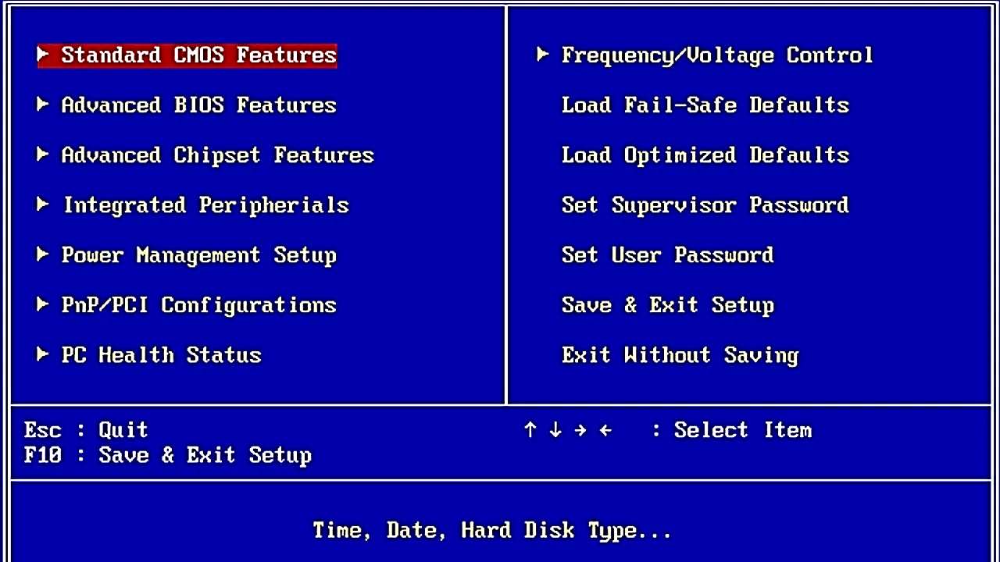 Standard CMOS Features
Advanced BIOS Features
Advanced Chipset Features
Integrated Peripherials
Power Management Setup
PnP/PCI Configurations
PC Health Status
Frequency/Voltage Control
Load Fail-Safe Defaults
Load Optimized Defaults
Set Supervisor Password
Set User Password
Save & Exit Setup
Exit Without Saving
Esc : Quit
F10 : Save & Exit Setup
↑ ↓ → ← : Select Item
Time, Date, Hard Disk Type...